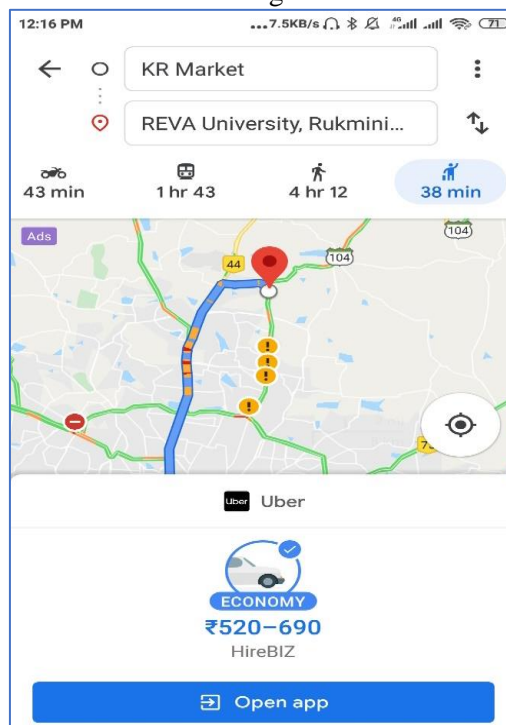 12:16 PM ...7.5KB/s 4G 71
KR Market
REVA University, Rukmini...
43 min 1 hr 43 4 hr 12 38 min
Ads
104
44
104
Uber Uber
ECONOMY
₹520–690
HireBIZ
Open app